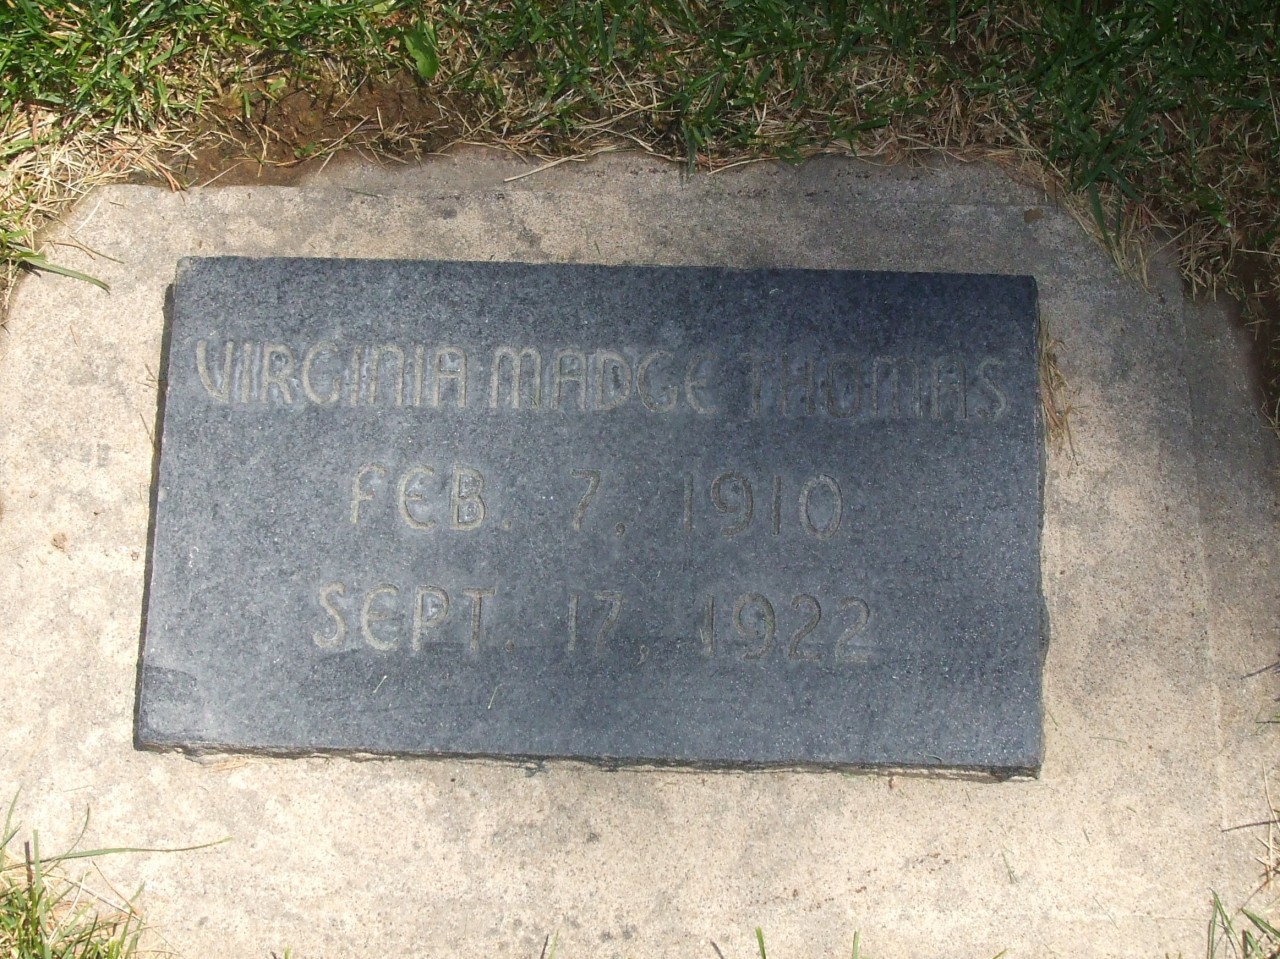 VIRGINIA MADGE THOMAS
FEB. 7, 1910
SEPT. 17, 1922